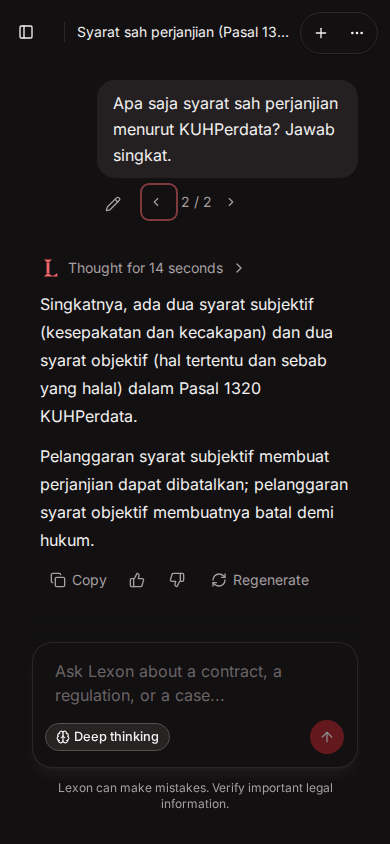 Syarat sah perjanjian (Pasal 13...
Apa saja syarat sah perjanjian
menurut KUHPerdata? Jawab
singkat.
2 / 2
L Thought for 14 seconds
Singkatnya, ada dua syarat subjektif
(kesepakatan dan kecakapan) dan dua
syarat objektif (hal tertentu dan sebab
yang halal) dalam Pasal 1320
KUHPerdata.
Pelanggaran syarat subjektif membuat
perjanjian dapat dibatalkan; pelanggaran
syarat objektif membuatnya batal demi
hukum.
Copy Regenerate
Ask Lexon about a contract, a
regulation, or a case...
Deep thinking
Lexon can make mistakes. Verify important legal
information.